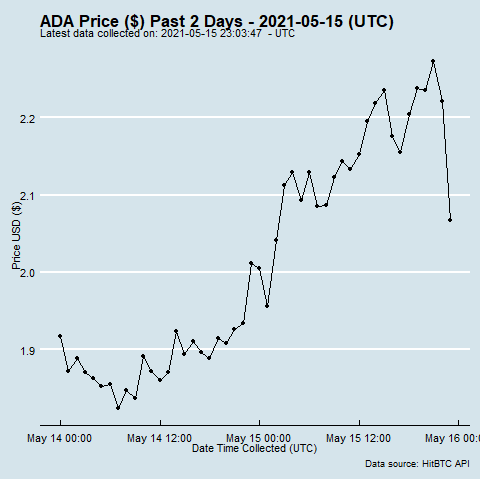 ADA Price ($) Past 2 Days - 2021-05-15 (UTC)
Latest data collected on: 2021-05-15 23:03:47  - UTC
2.2
2.1
2.0
1.9
Price USD ($)
May 14 00:00
May 14 12:00
May 15 00:00
May 15 12:00
May 16 00:0
Date Time Collected (UTC)
Data source: HitBTC API